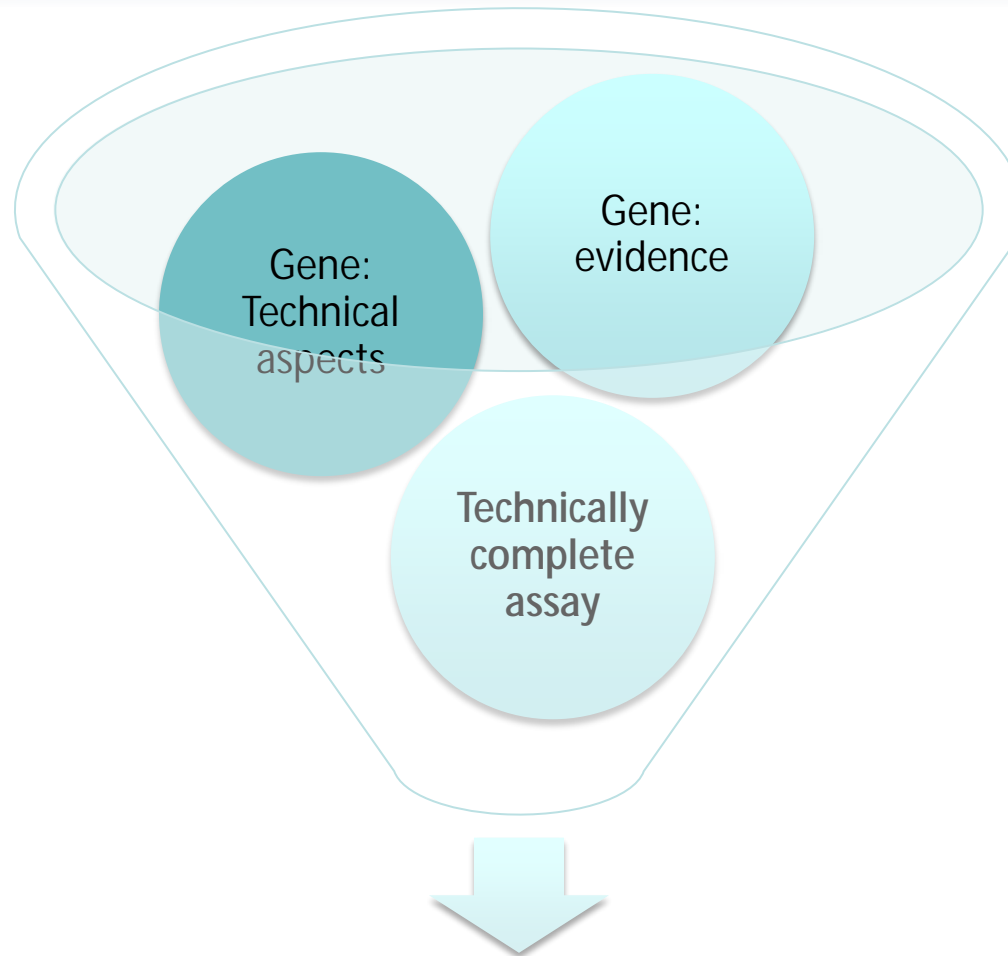 Gene:
evidence
Gene:
Technical
aspects
Technically
complete
assay